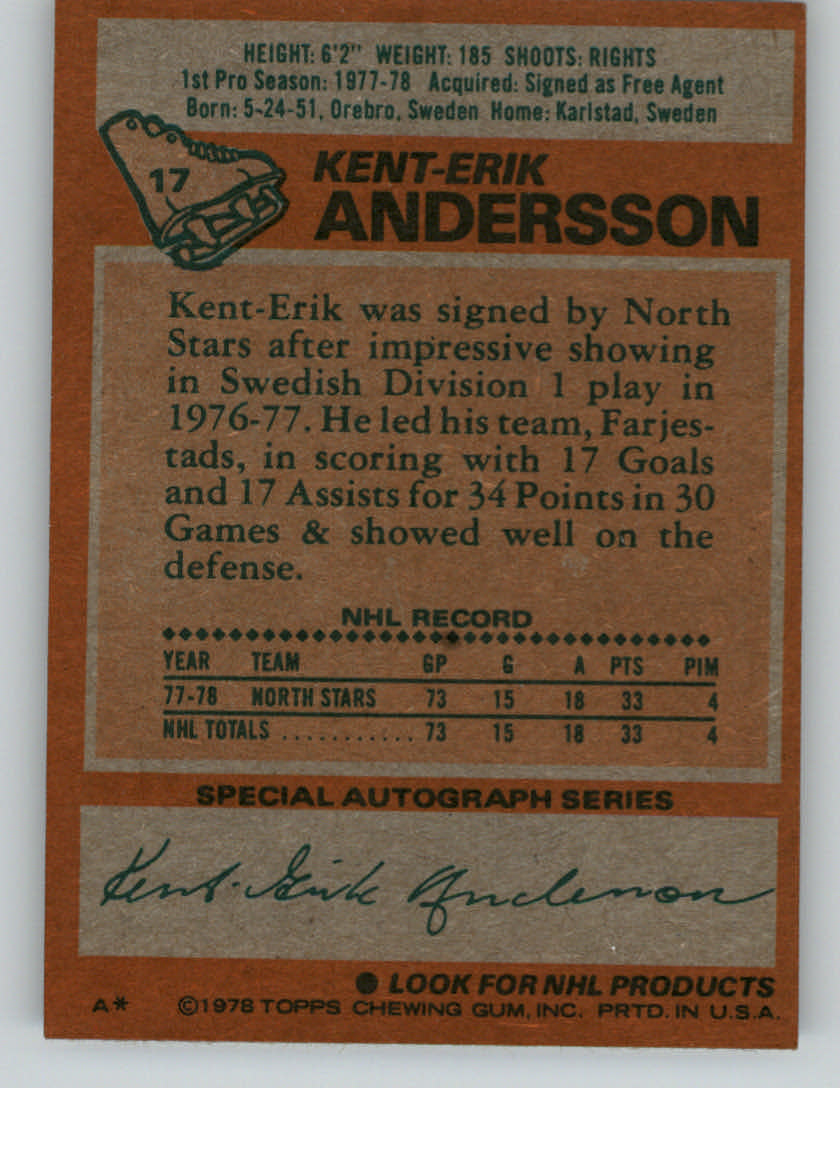 HEIGHT: 6'2" WEIGHT: 185 SHOOTS: RIGHTS
1st Pro Season: 1977-78 Acquired: Signed as Free Agent
Born: 5-24-51, Orebro, Sweden Home: Karlstad, Sweden
17
KENT-ERIK
ANDERSSON
Kent-Erik was signed by North
Stars after impressive showing
in Swedish Division 1 play in
1976-77. He led his team, Farjes-
tads, in scoring with 17 Goals
and 17 Assists for 34 Points in 30
Games & showed well on the
defense.
NHL RECORD
YEAR TEAM GP G A PTS PIM
77-78 NORTH STARS 73 15 18 33 4
NHL TOTALS ........... 73 15 18 33 4
SPECIAL AUTOGRAPH SERIES
Kent-Erik Andersson
● LOOK FOR NHL PRODUCTS
A* ©1978 TOPPS CHEWING GUM, INC. PRTD. IN U.S.A.